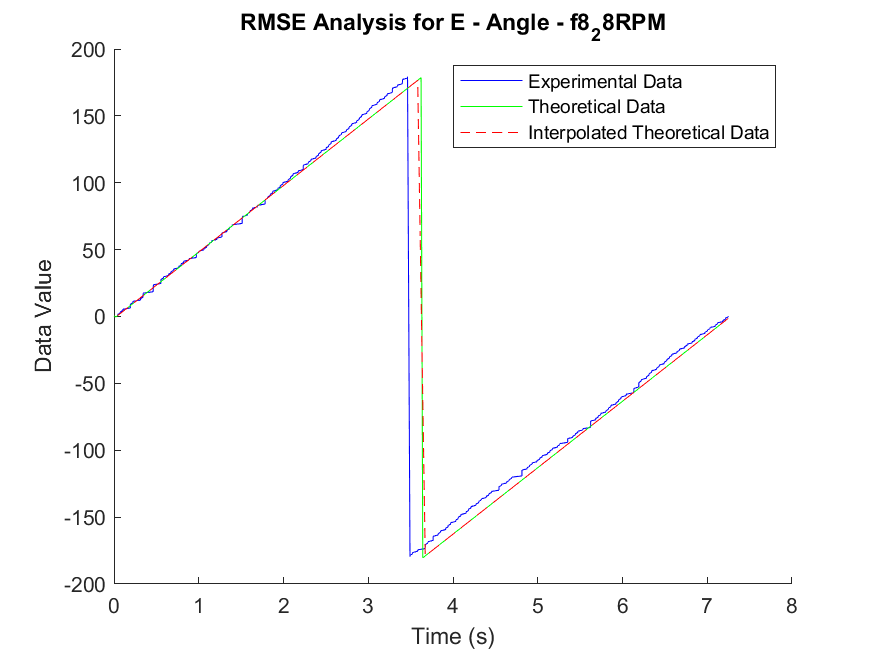 RMSE Analysis for E - Angle - f8₂8RPM
200
150
100
50
0
-50
-100
-150
-200
Data Value
Experimental Data
Theoretical Data
Interpolated Theoretical Data
0 1 2 3 4 5 6 7 8
Time (s)